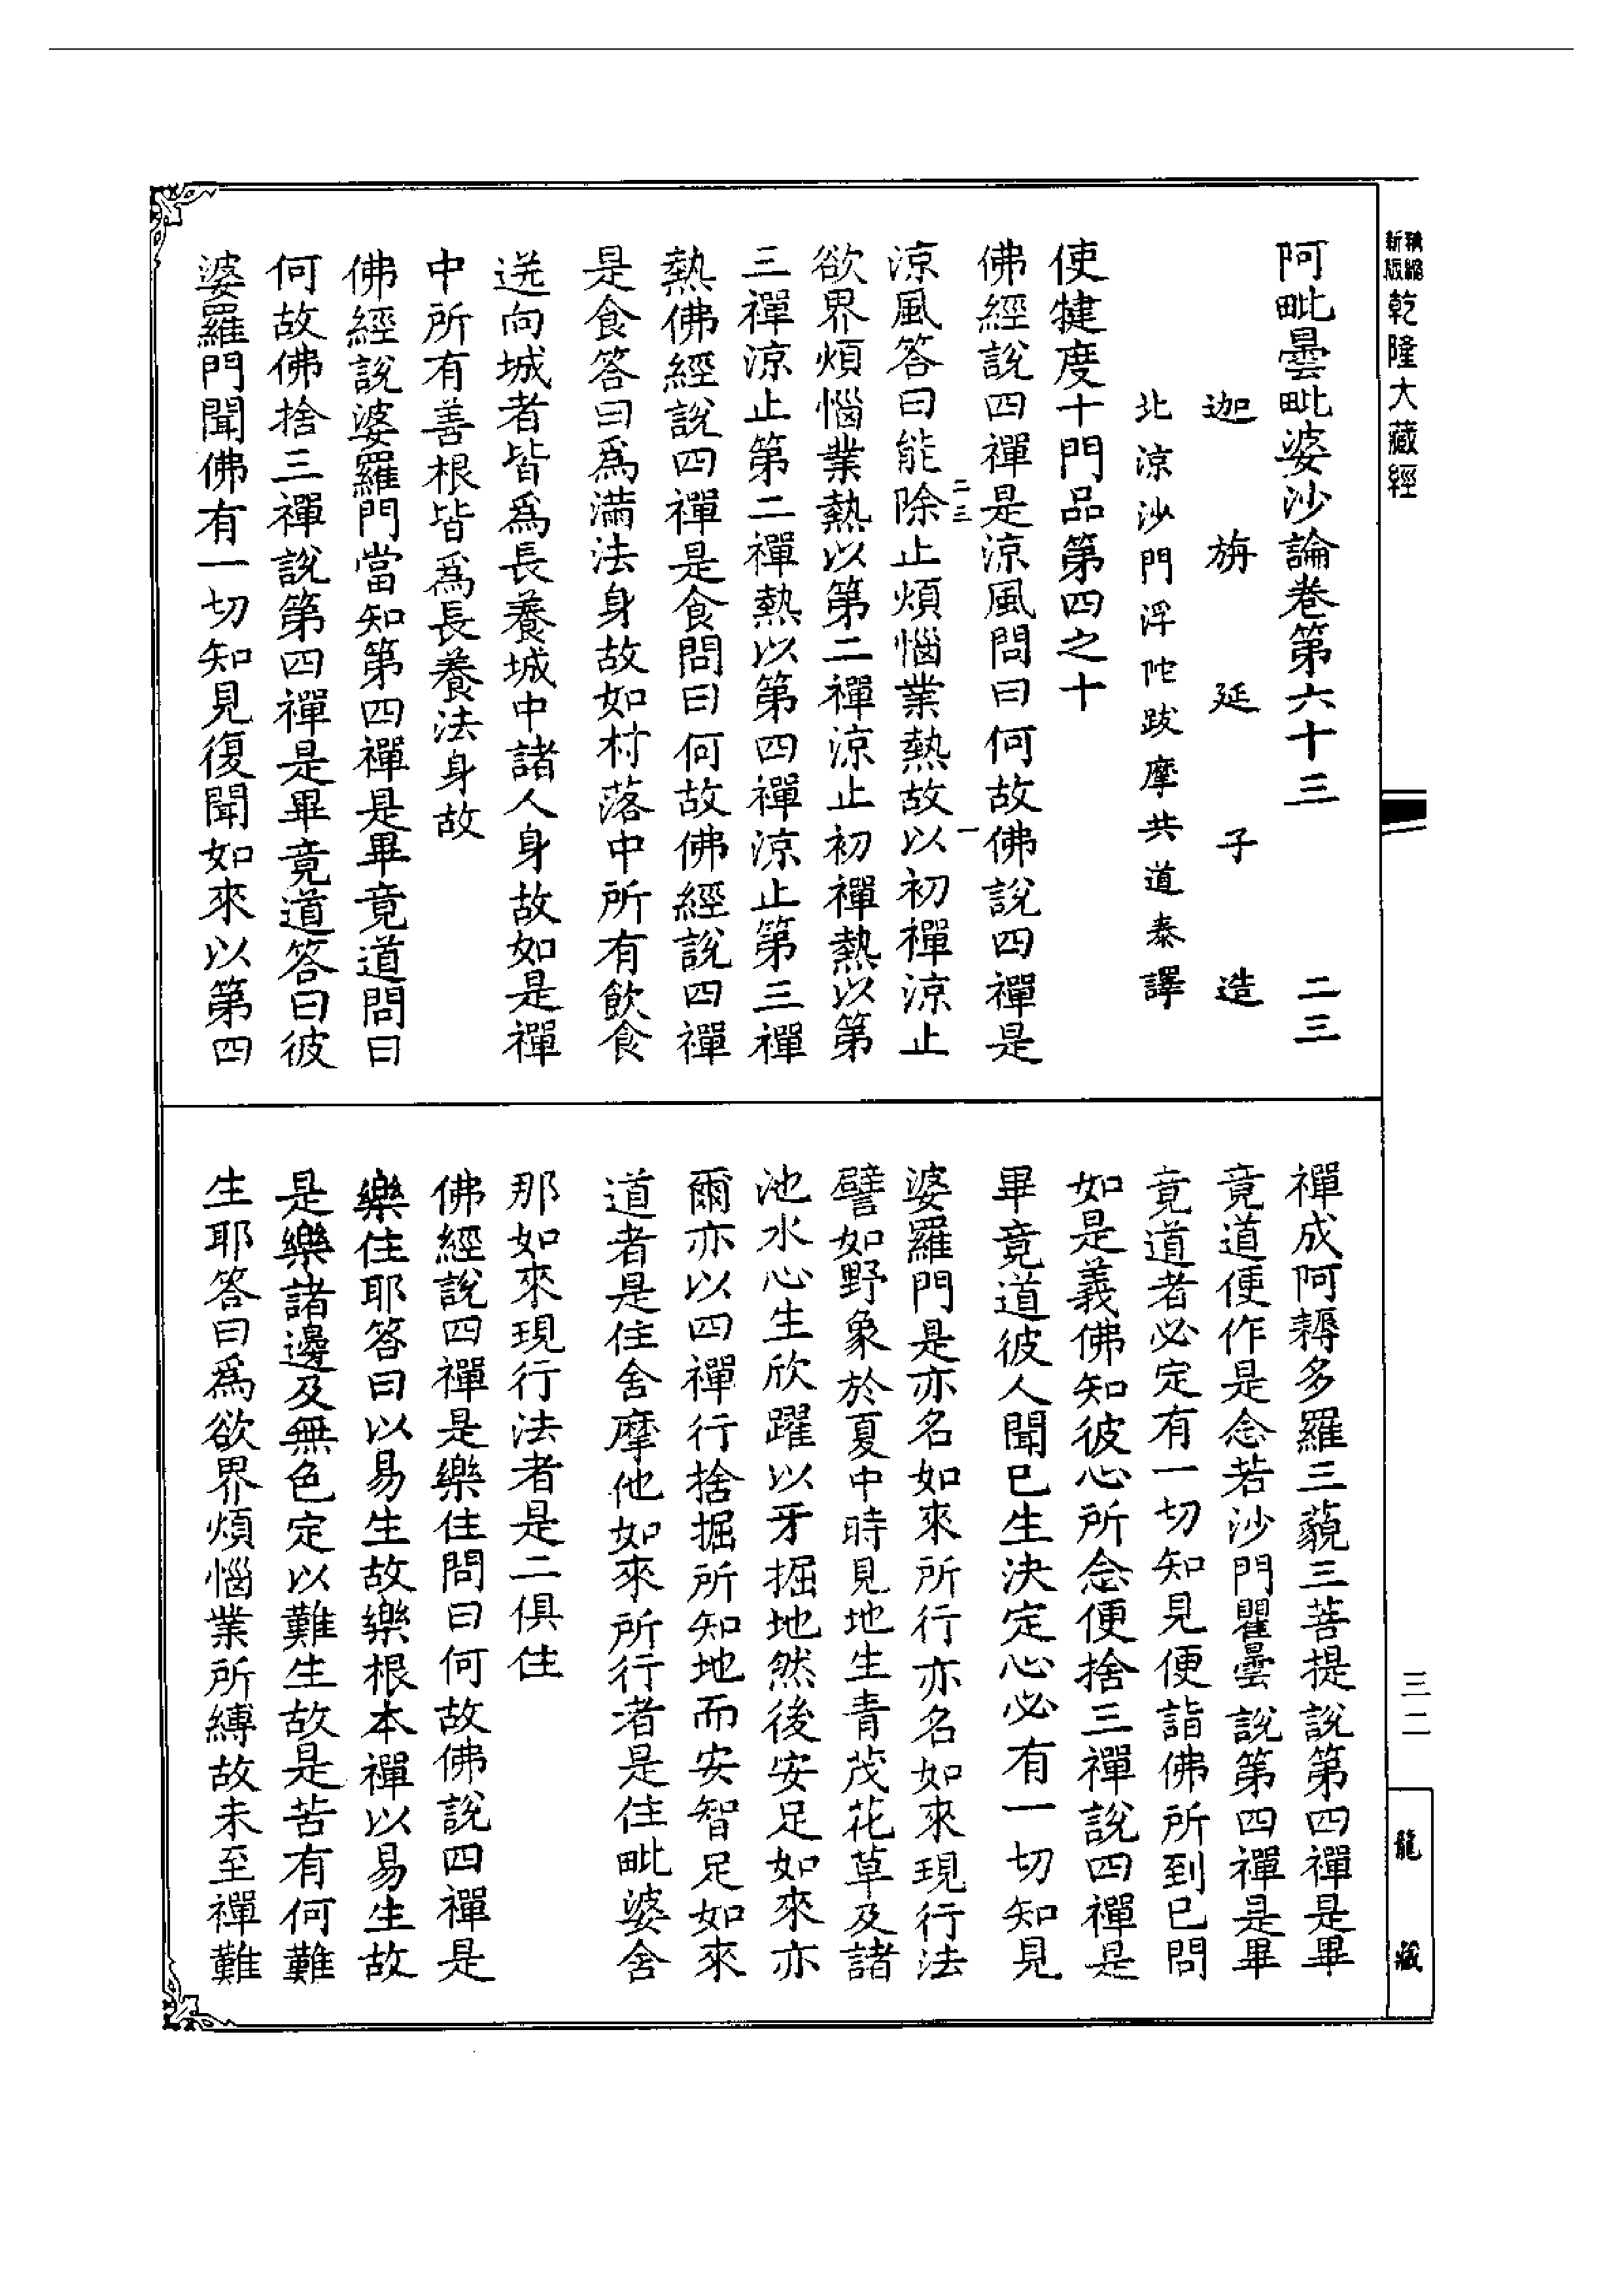 精縮
新版
乾隆大藏經
阿毗曇毗婆沙論卷第六十三 二三
迦旃延子造
北涼沙門浮陀跋摩共道泰譯
使犍度十門品第四之十
佛經說四禪是涼風問曰何故佛說四禪是
二三 一
涼風答曰能除止煩惱業熱故以初禪涼止
欲界煩惱業熱以第二禪涼止初禪熱以第
三禪涼止第二禪熱以第四禪涼止第三禪
熱佛經說四禪是食問曰何故佛經說四禪
是食答曰爲滿法身故如村落中所有飲食
送向城者皆爲長養城中諸人身故如是禪
中所有善根皆爲長養法身故
佛經說婆羅門當知第四禪是畢竟道問曰
何故佛捨三禪說第四禪是畢竟道答曰彼
婆羅門聞佛有一切知見復聞如來以第四
禪成阿耨多羅三藐三菩提說第四禪是畢
竟道便作是念若沙門瞿曇說第四禪是畢
竟道者必定有一切知見便詣佛所到已問
如是義佛知彼心所念便捨三禪說四禪是
畢竟道彼人聞已生決定心必有一切知見
婆羅門是亦名如來所行亦名如來現行法
譬如野象於夏中時見地生青茂花草及諸
池水心生欣躍以牙掘地然後安足如來亦
爾亦以四禪行捨掘所知地而安智足如來
道者是住舍摩他如來所行者是住毗婆舍
那如來現行法者是二俱住
佛經說四禪是樂住問曰何故佛說四禪是
樂住耶答曰以易生故樂根本禪以易生故
是樂諸邊及無色定以難生故是苦有何難
生耶答曰爲欲界煩惱業所縛故未至禪難
三二
龍藏